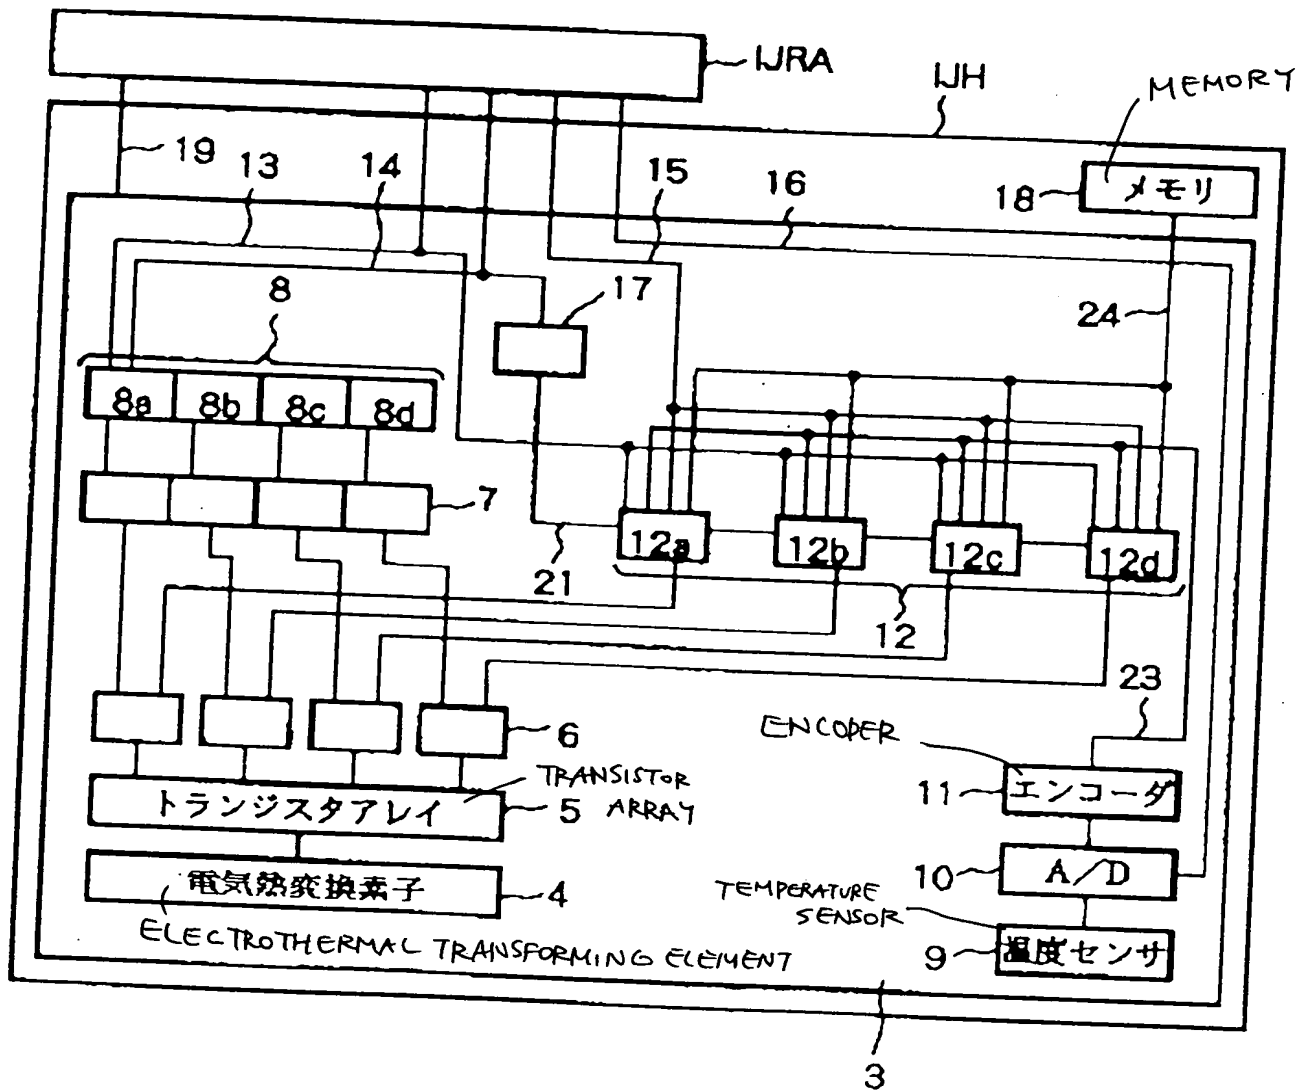 IJRA
IJH
MEMORY
19
13
14
15
16
18
メモリ
8
17
24
8a
8b
8c
8d
7
12a
12b
12c
12d
21
12
23
6
ENCODER
トランジスタアレイ
TRANSISTOR
5
ARRAY
11
エンコーダ
電気熱変換素子
4
10
A/D
TEMPERATURE
SENSOR
ELECTROTHERMAL TRANSFORMING ELEMENT
9
温度センサ
3